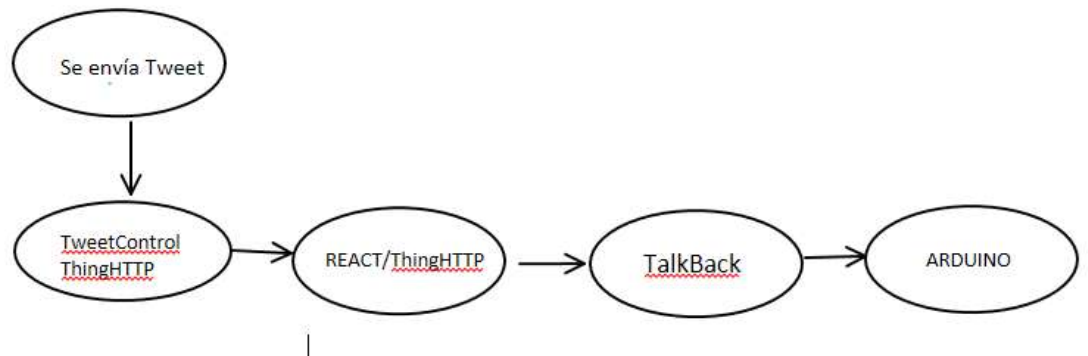 Se envía Tweet
TweetControl
ThingHTTP
REACT/ThingHTTP
TalkBack
ARDUINO